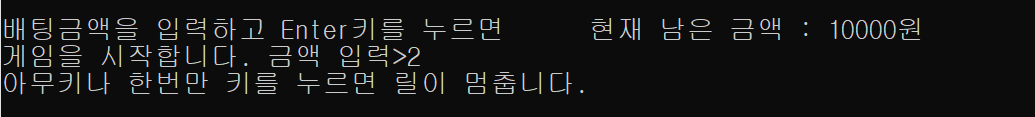 배팅금액을 입력하고 Enter키를 누르면 현재 남은 금액 : 10000원
게임을 시작합니다. 금액 입력>2
아무키나 한번만 키를 누르면 릴이 멈춥니다.